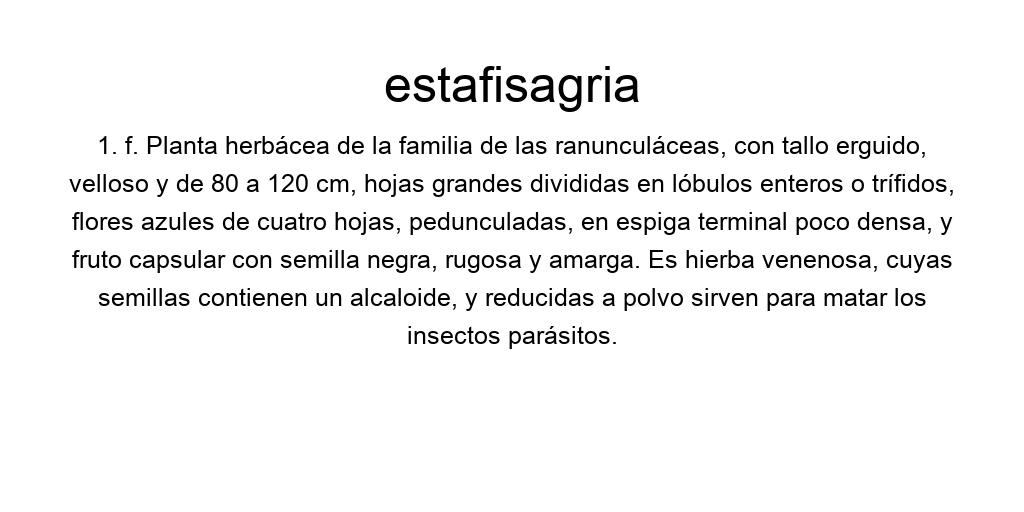 estafisagria
1. f. Planta herbácea de la familia de las ranunculáceas, con tallo erguido,
velloso y de 80 a 120 cm, hojas grandes divididas en lóbulos enteros o trífidos,
flores azules de cuatro hojas, pedunculadas, en espiga terminal poco densa, y
fruto capsular con semilla negra, rugosa y amarga. Es hierba venenosa, cuyas
semillas contienen un alcaloide, y reducidas a polvo sirven para matar los
insectos parásitos.